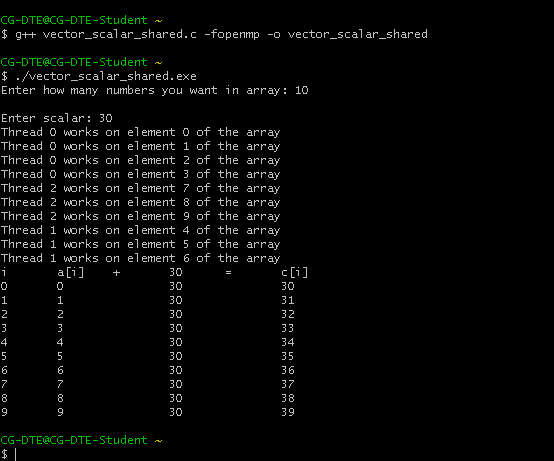 CG-DTE@CG-DTE-Student ~
$ g++ vector_scalar_shared.c -fopenmp -o vector_scalar_shared
CG-DTE@CG-DTE-Student ~
$ ./vector_scalar_shared.exe
Enter how many numbers you want in array: 10
Enter scalar: 30
Thread 0 works on element 0 of the array
Thread 0 works on element 1 of the array
Thread 0 works on element 2 of the array
Thread 0 works on element 3 of the array
Thread 2 works on element 7 of the array
Thread 2 works on element 8 of the array
Thread 2 works on element 9 of the array
Thread 1 works on element 4 of the array
Thread 1 works on element 5 of the array
Thread 1 works on element 6 of the array
i a[i] + 30 = c[i]
0 0 30 30
1 1 30 31
2 2 30 32
3 3 30 33
4 4 30 34
5 5 30 35
6 6 30 36
7 7 30 37
8 8 30 38
9 9 30 39
CG-DTE@CG-DTE-Student ~
$